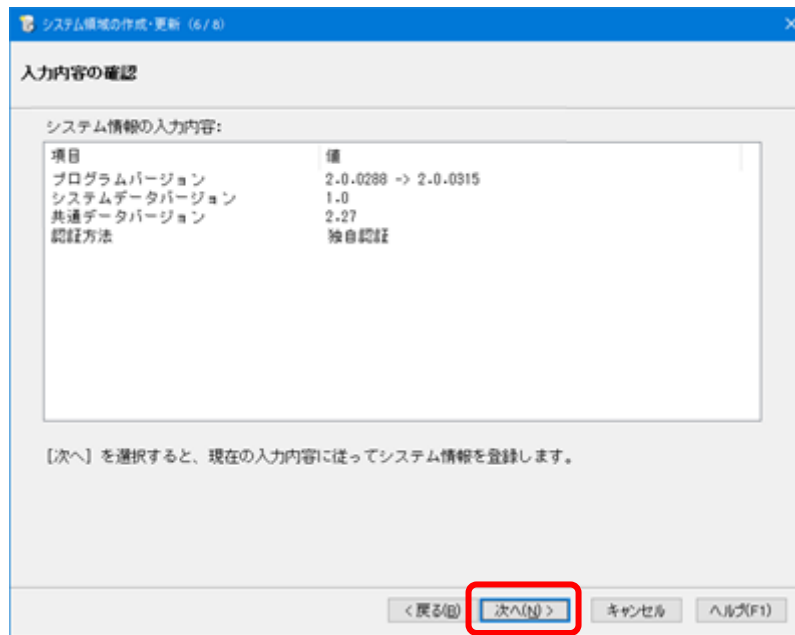 システム領域の作成・更新 (6/8)
入力内容の確認
システム情報の入力内容:
項目 値
プログラムバージョン 2.0.0288 -> 2.0.0315
システムデータバージョン 1.0
共通データバージョン 2.27
認証方法 独自認証
[次へ] を選択すると、現在の入力内容に従ってシステム情報を登録します。
<戻る(B) 次へ(N)> キャンセル ヘルプ(F1)